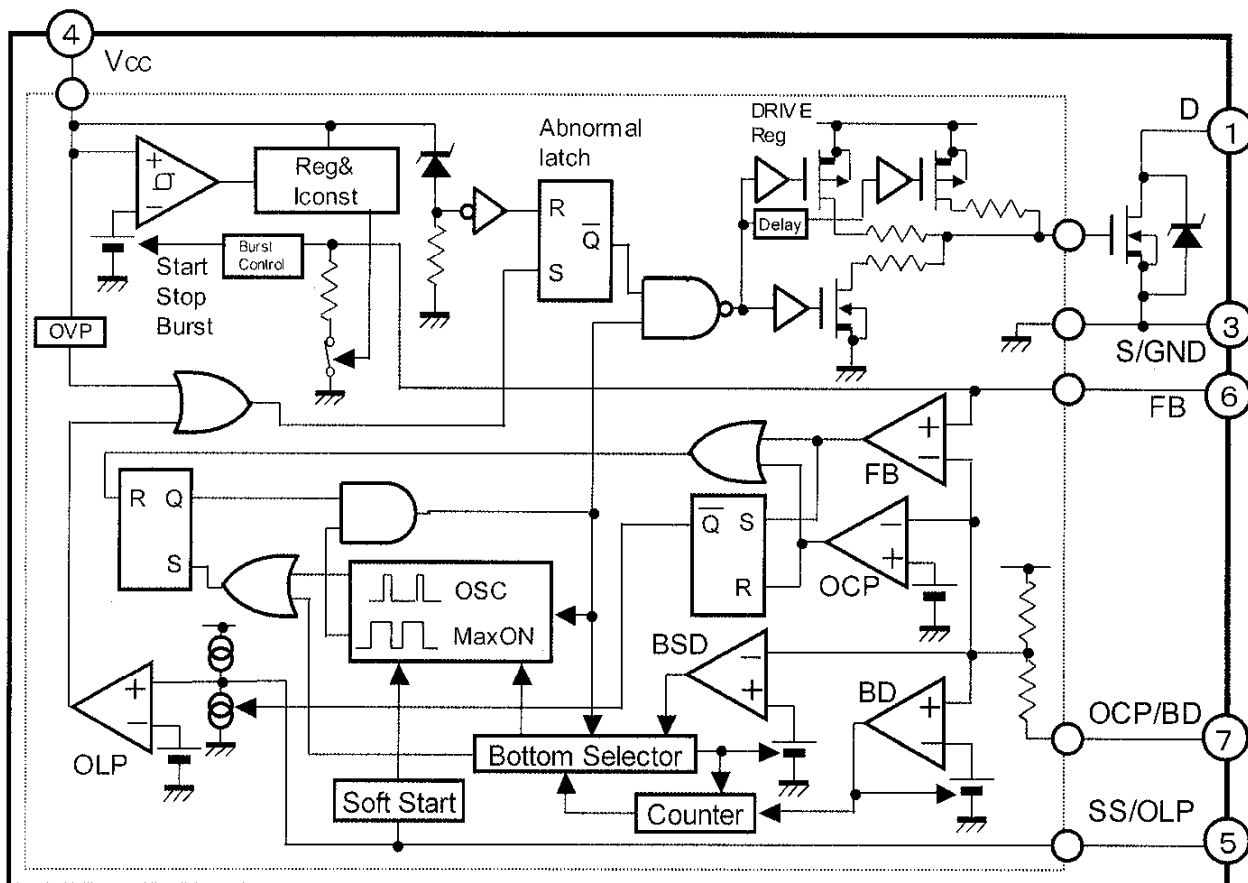 4
Vcc
D
1
DRIVE
Reg
Abnormal
latch
+
−
Reg&
Iconst
R
Q
S
Delay
Burst
Control
Start
Stop
Burst
OVP
3
S/GND
6
FB
+
−
FB
R
Q
S
Q
S
R
−
+
OCP
OSC
MaxON
BSD
−
+
BD
+
−
OCP/BD
7
+
−
OLP
Bottom Selector
Soft Start
Counter
SS/OLP
5